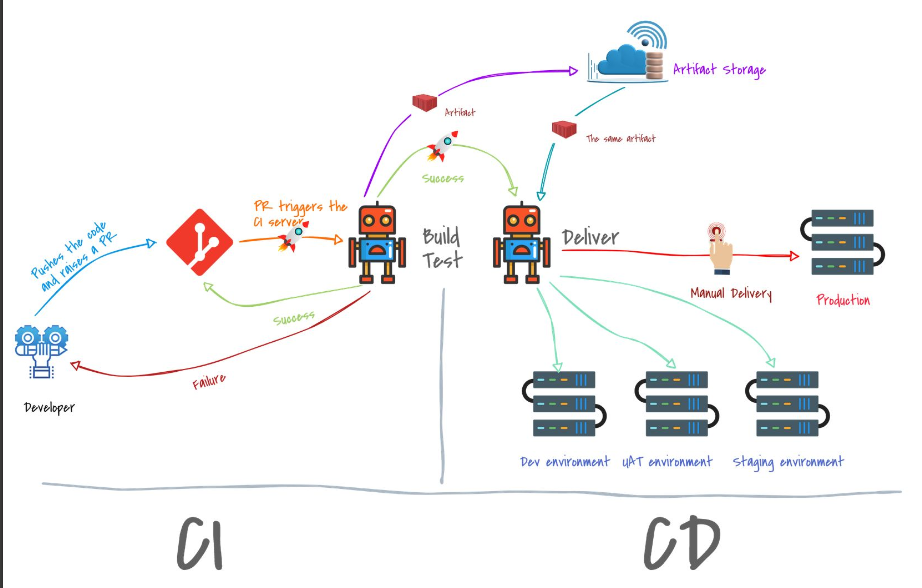 Artifact Storage
Artifact
The same artifact
Success
PR triggers the
CI server
Pushes the code
and raises a PR
Build
Test
Deliver
Manual Delivery
Production
Success
Failure
Developer
Dev environment
UAT environment
Staging environment
CI
CD